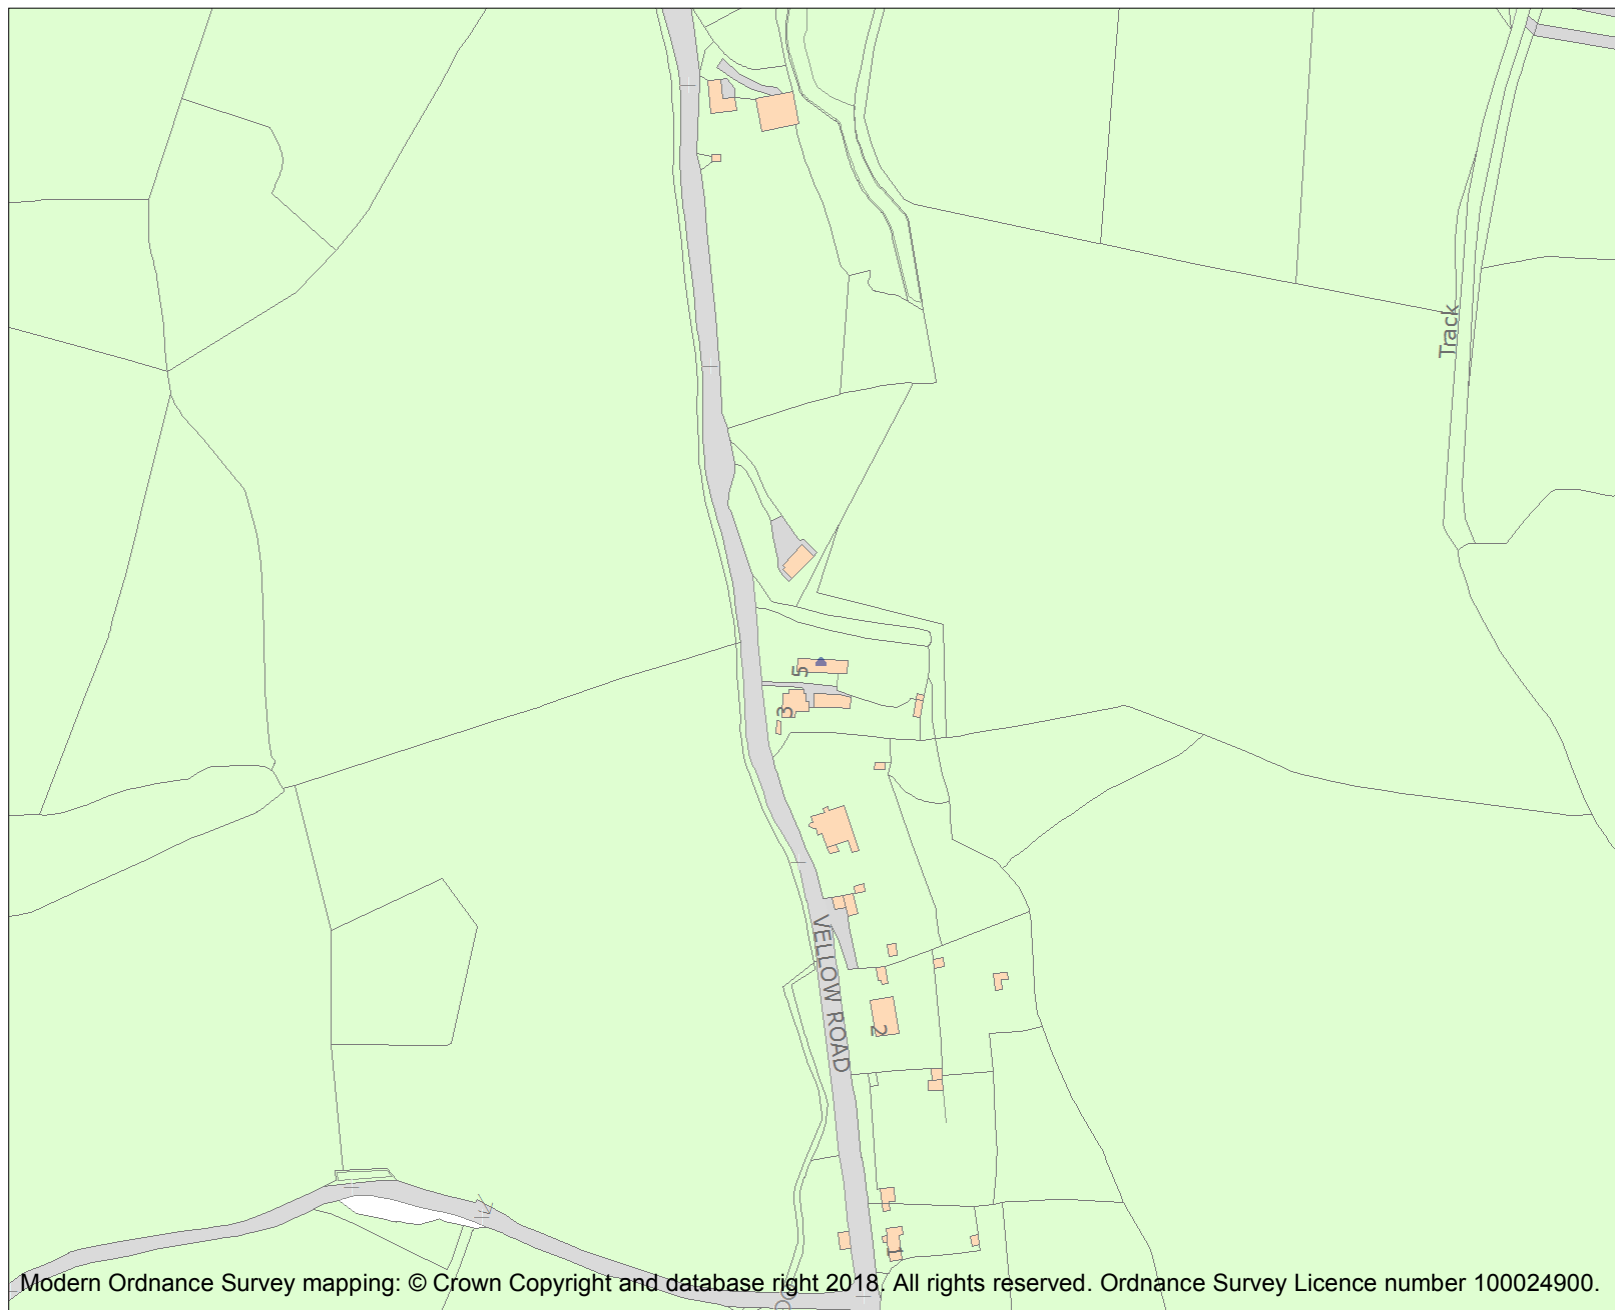 Track
5
3
VELLOW ROAD
2
1
Modern Ordnance Survey mapping: © Crown Copyright and database right 2018. All rights reserved. Ordnance Survey Licence number 100024900.